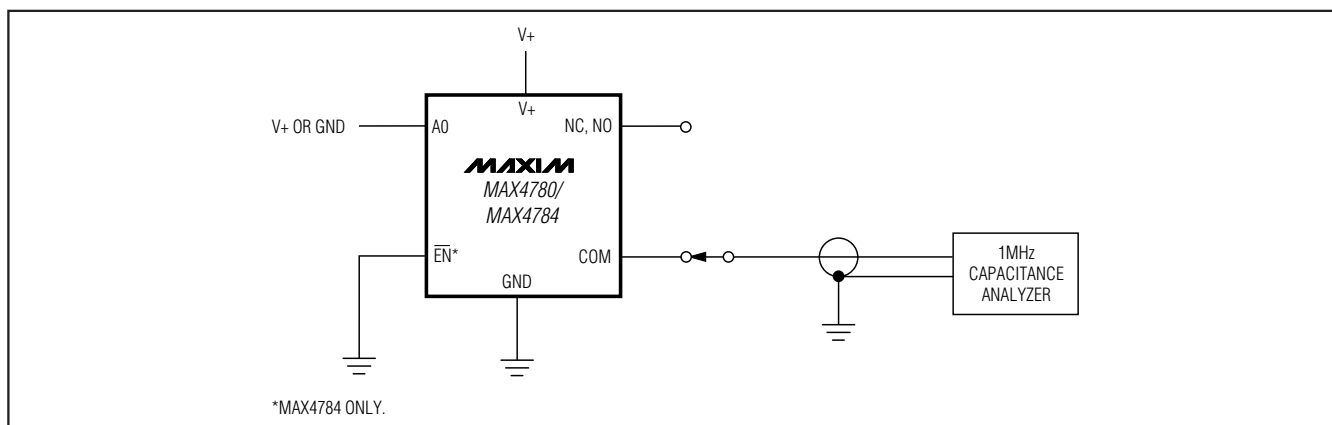 V+
V+
V+ OR GND
A0
NC, NO
MAXIM
MAX4780/
MAX4784
EN*
COM
GND
1MHz
CAPACITANCE
ANALYZER
*MAX4784 ONLY.